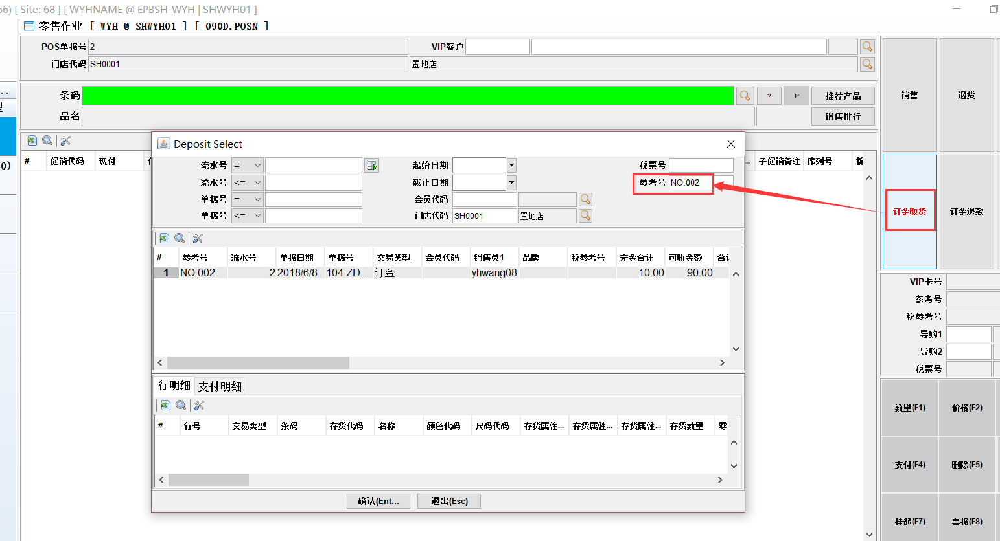 66) [ Site: 68 ] [ WYHNAME @ EPBSH-WYH | SHWYH01 ]
零售作业 [ WYH @ SHWYH01 ] [ 090D.POSN ]
POS单据号 2 VIP客户
门店代码 SH0001 置地店
条码 ? P 推荐产品
品名 销售排行
销售 退货
# 促销代码 现付
.. 子促销备注 序列号 折
型
0)
Deposit Select
流水号 = 起始日期 税票号
流水号 <= 截止日期 参考号 NO.002
单据号 = 会员代码
单据号 <= 门店代码 SH0001 置地店
订金取货 订金退款
# 参考号 流水号 单据日期 单据号 交易类型 会员代码 销售员1 品牌 税参考号 定金合计 可收金额 合计
1 NO.002 2 2018/6/8 104-ZD... 订金 yhwang08 10.00 90.00
VIP卡号
参考号
税参考号
导购1
导购2
税票号
行明细 支付明细
# 行号 交易类型 条码 存货代码 名称 颜色代码 尺码代码 存货属性... 存货属性... 存货属性... 存货数量 零
确认(Ent... 退出(Esc)
数量(F1) 价格(F2)
支付(F4) 删除(F5)
挂起(F7) 票据(F8)